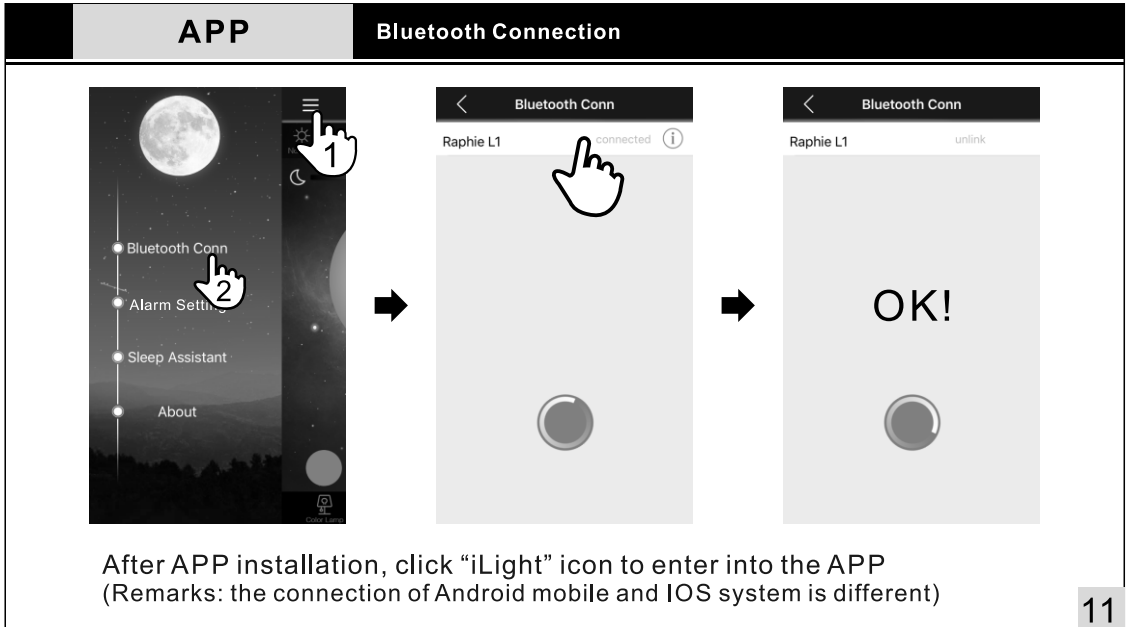 APP
Bluetooth Connection
1
Bluetooth Conn
2
Alarm Setting
Sleep Assistant
About
Color Lamp
Bluetooth Conn
Raphie L1
connected
i
Bluetooth Conn
Raphie L1
unlink
OK!
After APP installation, click “iLight” icon to enter into the APP
(Remarks: the connection of Android mobile and IOS system is different)
11